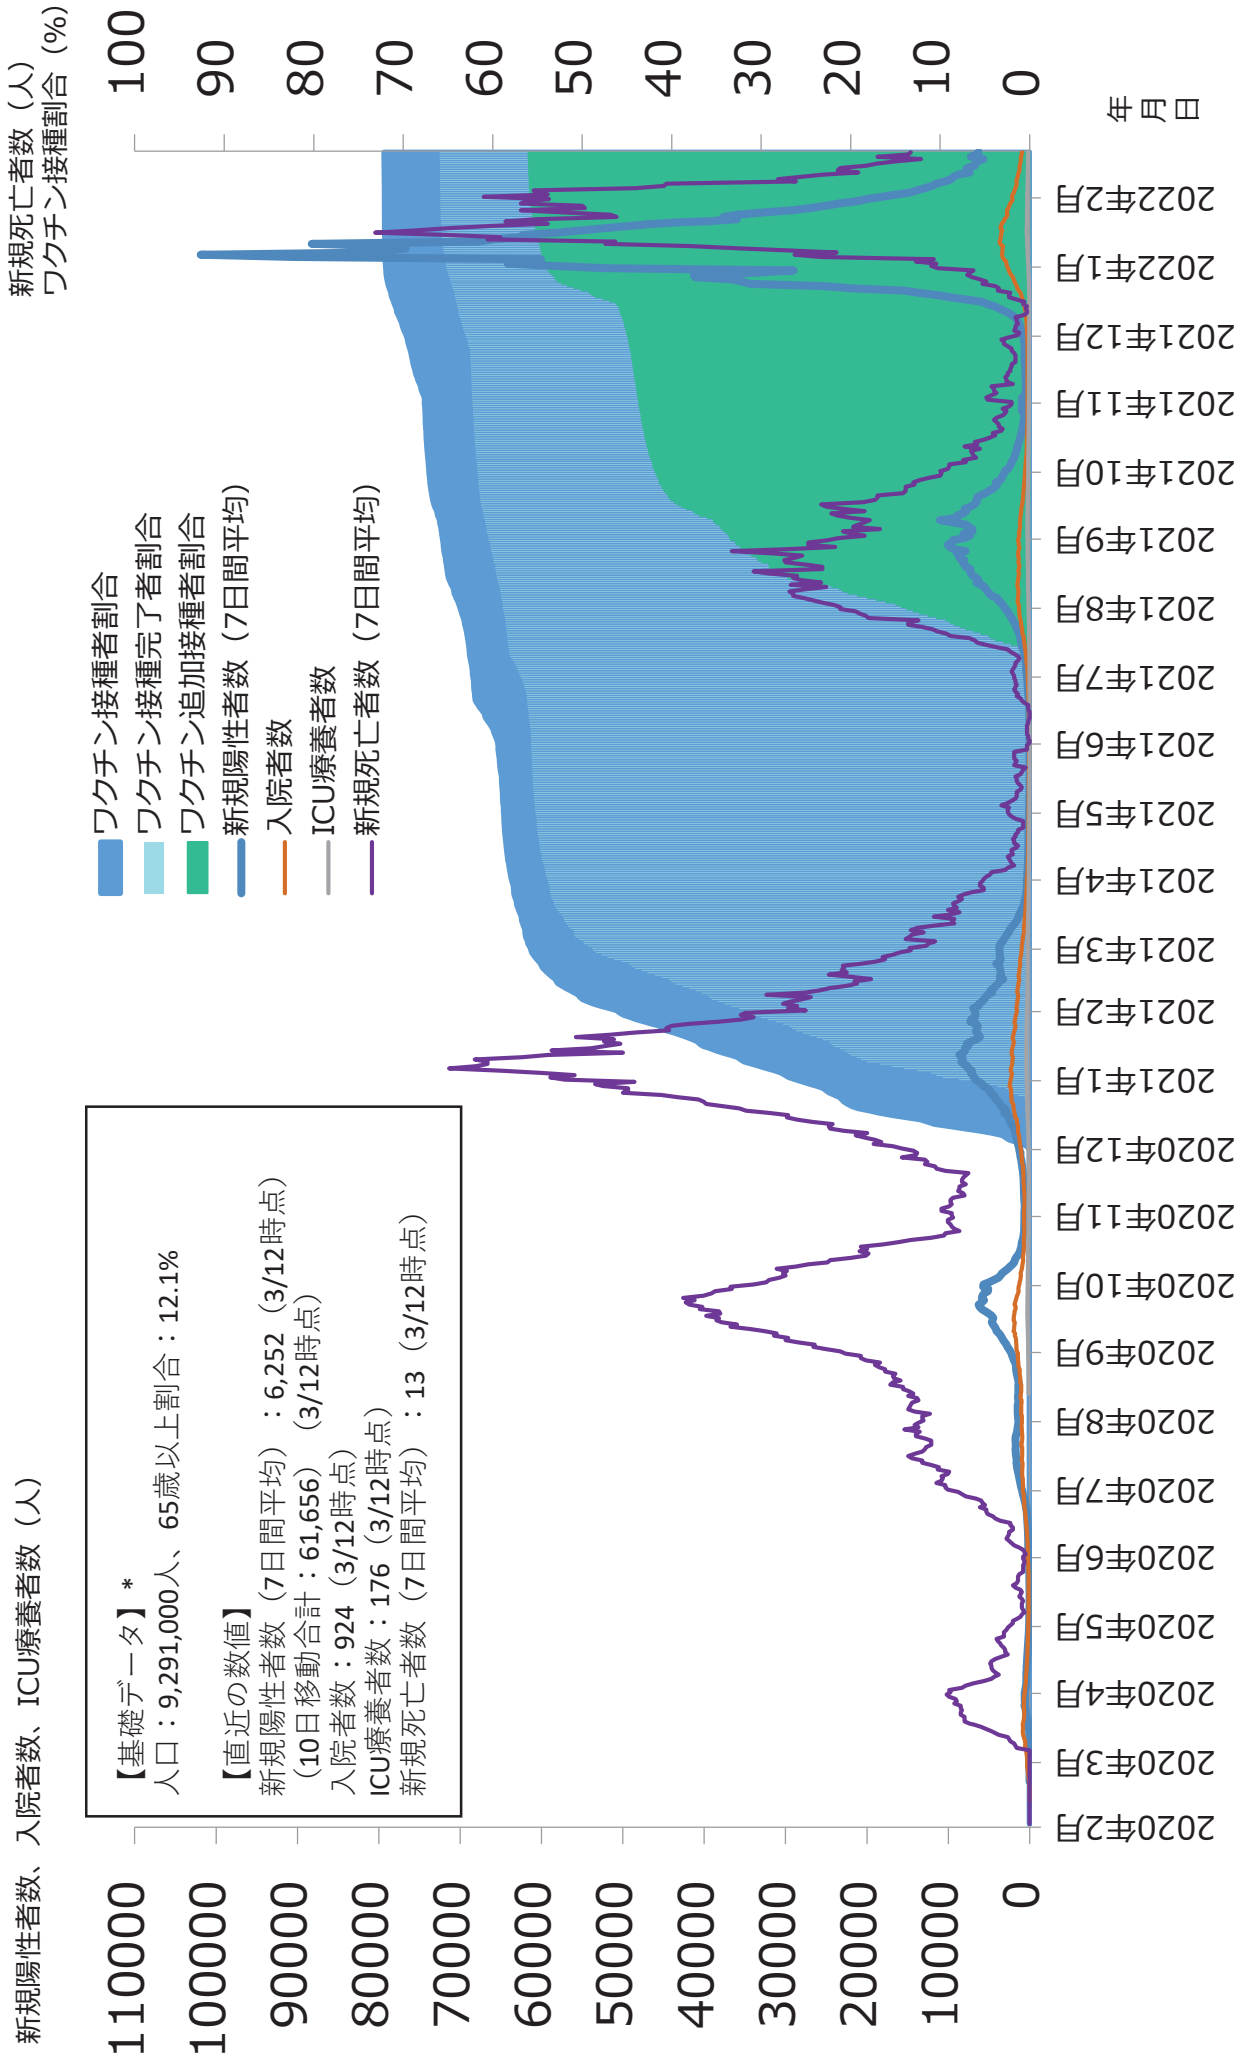 新規陽性者数、入院者数、ICU療養者数（人）
新規死亡者数（人）
ワクチン接種割合（%）
110000
100000
90000
80000
70000
60000
50000
40000
30000
20000
10000
0
【基礎データ】*
人口：9,291,000人、65歳以上割合：12.1%
【直近の数値】
新規陽性者数（7日間平均）：6,252（3/12時点）
（10日移動合計：61,656）（3/12時点）
入院者数：924（3/12時点）
ICU療養者数：176（3/12時点）
新規死亡者数（7日間平均）：13（3/12時点）
ワクチン接種者割合
ワクチン接種完了者割合
ワクチン追加接種者割合
新規陽性者数（7日間平均）
入院者数
ICU療養者数
新規死亡者数（7日間平均）
100
90
80
70
60
50
40
30
20
10
0
2020年2月
2020年3月
2020年4月
2020年5月
2020年6月
2020年7月
2020年8月
2020年9月
2020年10月
2020年11月
2020年12月
2021年1月
2021年2月
2021年3月
2021年4月
2021年5月
2021年6月
2021年7月
2021年8月
2021年9月
2021年10月
2021年11月
2021年12月
2022年1月
2022年2月
年
月
日